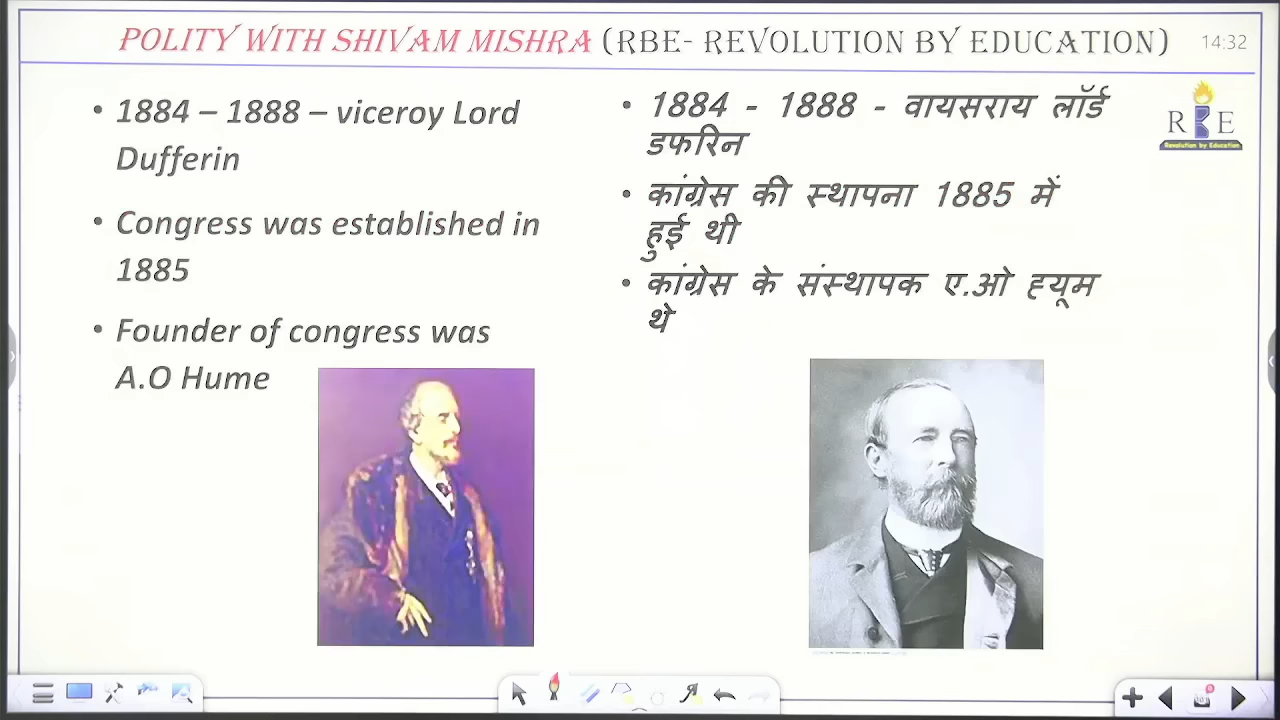 POLITY WITH SHIVAM MISHRA (RBE- REVOLUTION BY EDUCATION)
14:32
• 1884 – 1888 – viceroy Lord
Dufferin
• Congress was established in
1885
• Founder of congress was
A.O Hume
• 1884 - 1888 - वायसराय लॉर्ड
डफरिन
• कांग्रेस की स्थापना 1885 में
हुई थी
• कांग्रेस के संस्थापक ए.ओ ह्यूम
थे
RBE
Revolution by Education